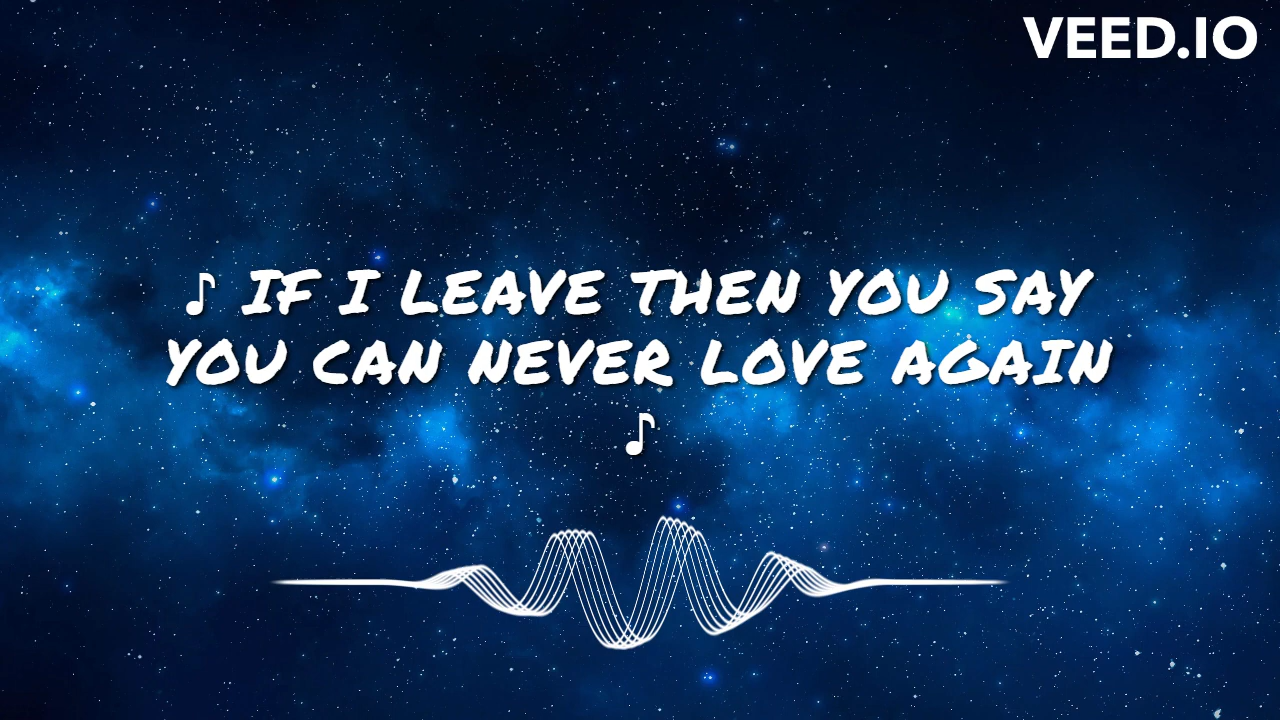 VEED.IO
♪ IF I LEAVE THEN YOU SAY
YOU CAN NEVER LOVE AGAIN
♪